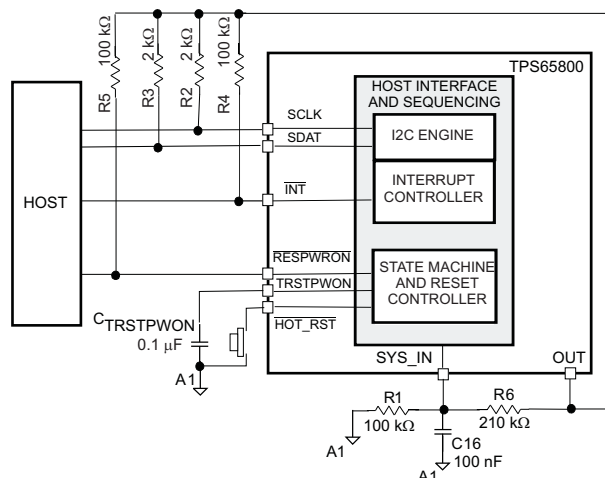 100 kΩ
2 kΩ
2 kΩ
100 kΩ
R5
R3
R2
R4
TPS65800
HOST INTERFACE
AND SEQUENCING
SCLK
I2C ENGINE
SDAT
INT
INTERRUPT
CONTROLLER
HOST
RESPWRON
TRSTPWON
STATE MACHINE
AND RESET
CONTROLLER
HOT_RST
CTRSTPWON
0.1 μF
A1
SYS_IN
OUT
R1
100 kΩ
R6
210 kΩ
A1
C16
100 nF
A1